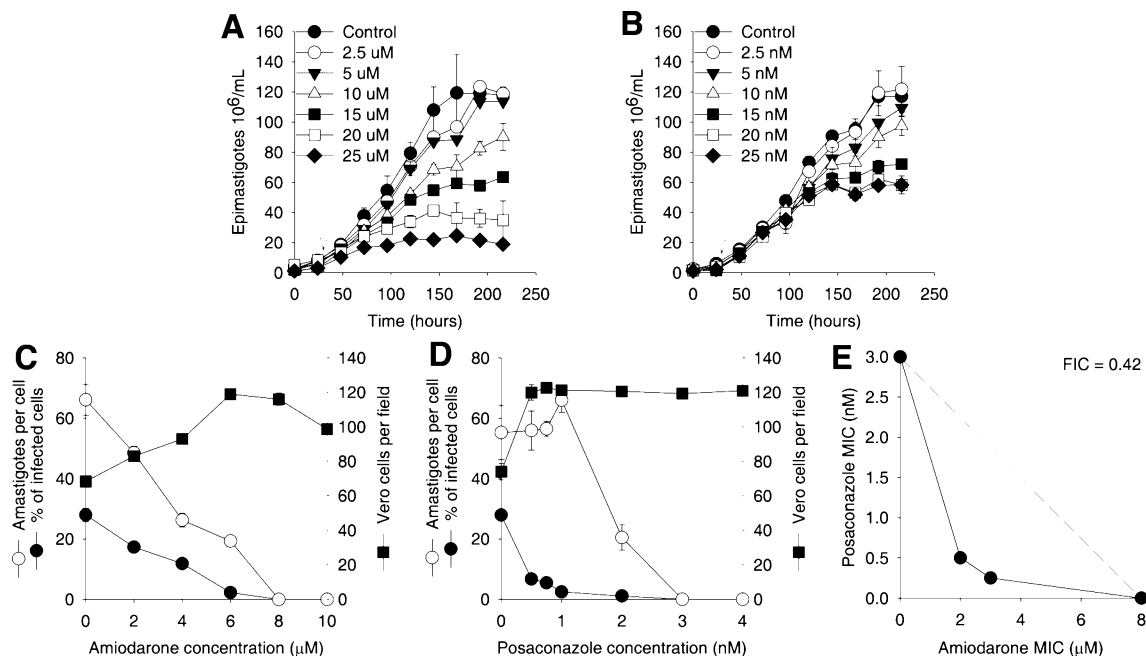 A
Epimastigotes 10⁶/mL
160
140
120
100
80
60
40
20
0
Control
2.5 uM
5 uM
10 uM
15 uM
20 uM
25 uM
0 50 100 150 200 250
Time (hours)
B
Epimastigotes 10⁶/mL
160
140
120
100
80
60
40
20
0
Control
2.5 nM
5 nM
10 nM
15 nM
20 nM
25 nM
0 50 100 150 200 250
Time (hours)
C
Amastigotes per cell
% of infected cells
80
60
40
20
0
140
120
100
80
60
40
20
0
Vero cells per field
0 2 4 6 8 10
Amiodarone concentration (μM)
D
Amastigotes per cell
% of infected cells
80
60
40
20
0
140
120
100
80
60
40
20
0
Vero cells per field
0 1 2 3 4
Posaconazole concentration (nM)
E
FIC = 0.42
Posaconazole MIC (nM)
3.0
2.5
2.0
1.5
1.0
0.5
0.0
0 2 4 6 8
Amiodarone MIC (μM)